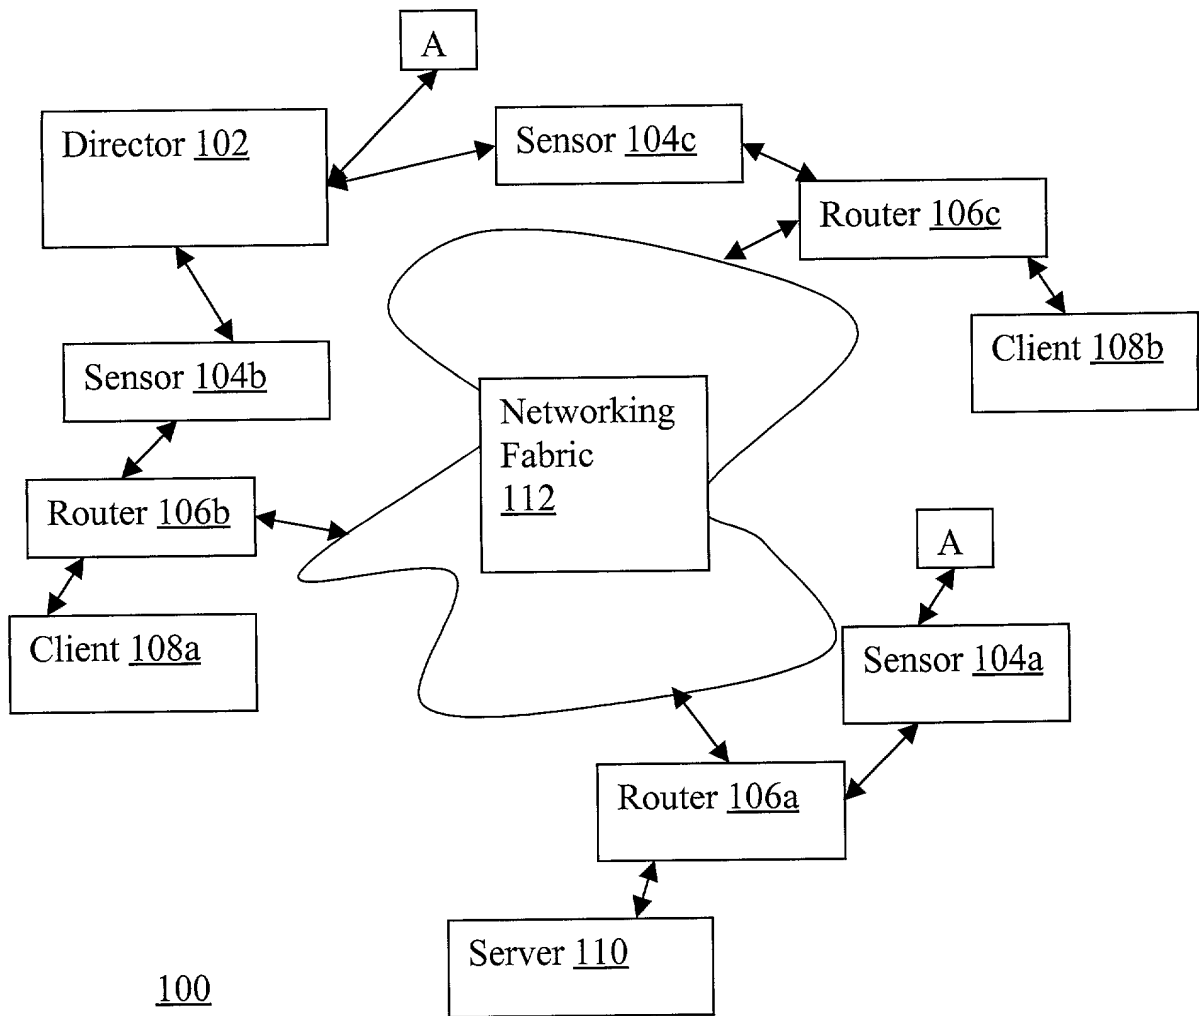 A
Director 102
Sensor 104c
Router 106c
Client 108b
Sensor 104b
Networking
Fabric
112
Router 106b
A
Client 108a
Sensor 104a
Router 106a
Server 110
100